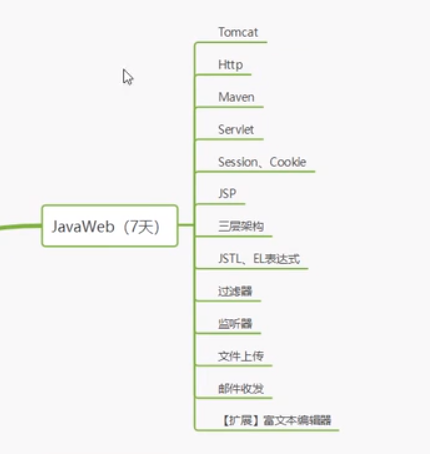 Tomcat
Http
Maven
Servlet
Session、Cookie
JSP
JavaWeb（7天）
三层架构
JSTL、EL表达式
过滤器
监听器
文件上传
邮件收发
【扩展】富文本编辑器